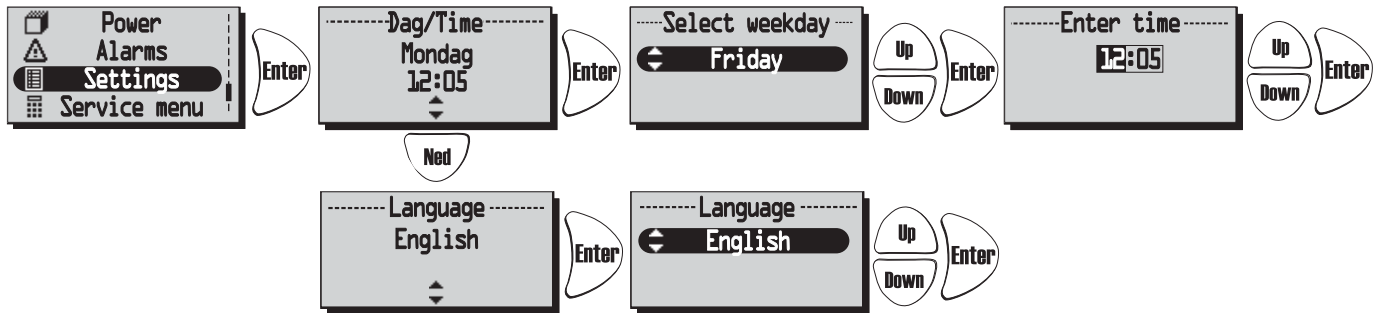 Power
Alarms
Settings
Service menu
Enter
Dag/Time
Mondag
12:05
Enter
Select weekday
Friday
Up
Down
Enter
Enter time
12:05
Up
Down
Enter
Ned
Language
English
Enter
Language
English
Up
Down
Enter